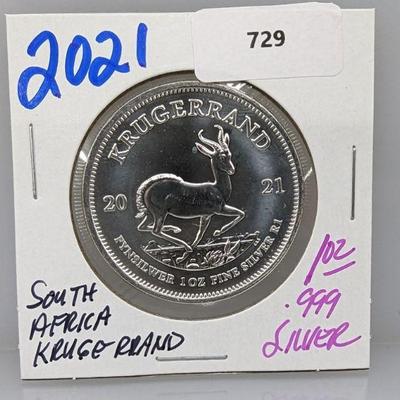 2021
729
KRUGERRAND
20 21
FYNSILWER 1 OZ FINE SILVER R1
SOUTH
AFRICA
KRUGERRAND
1oz
.999
SILVER